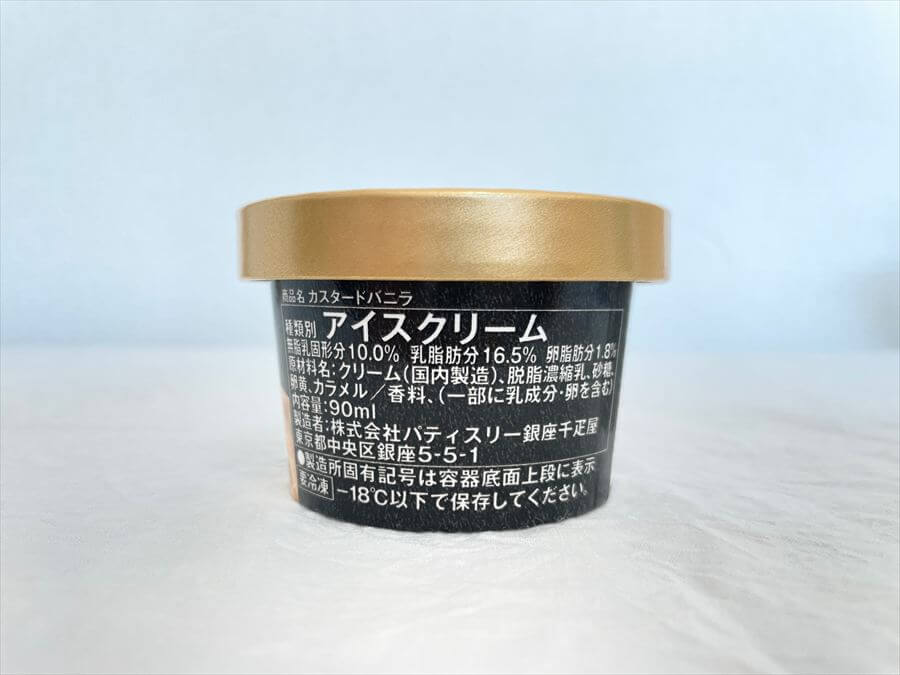 商品名 カスタードバニラ
種類別 アイスクリーム
無脂乳固形分10.0% 乳脂肪分16.5% 卵脂肪分1.8%
原材料名:クリーム(国内製造)、脱脂濃縮乳、砂糖、
卵黄、カラメル/香料、(一部に乳成分・卵を含む)
内容量:90ml
製造者:株式会社パティスリー銀座千疋屋
東京都中央区銀座5-5-1
●製造所固有記号は容器底面上段に表示
要冷凍 -18℃以下で保存してください。